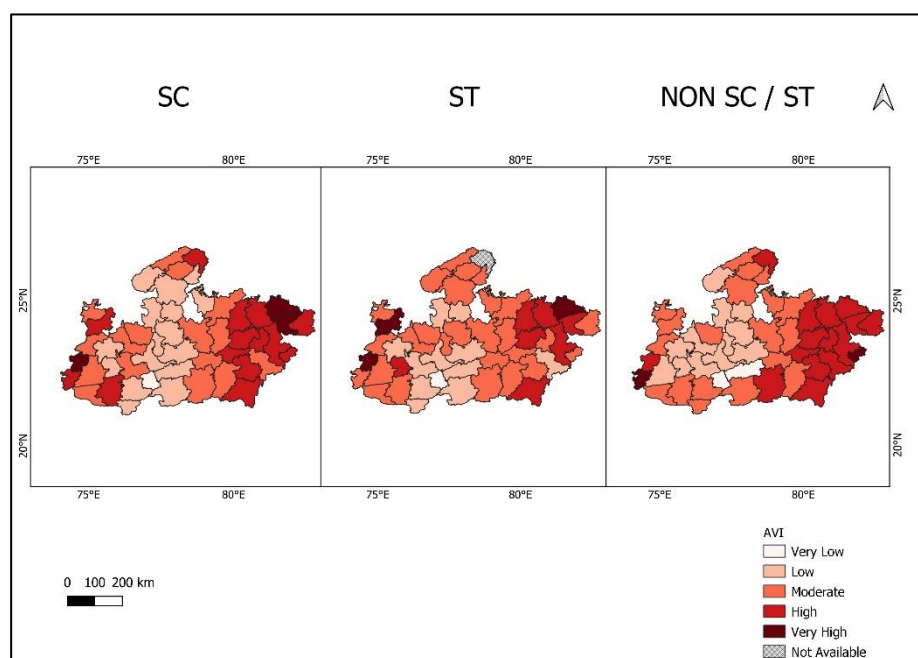 SC
ST
NON SC / ST
75°E 80°E
75°E 80°E
75°E 80°E
25°N
20°N
25°N
20°N
75°E 80°E
75°E 80°E
75°E 80°E
0 100 200 km
AVI
Very Low
Low
Moderate
High
Very High
Not Available